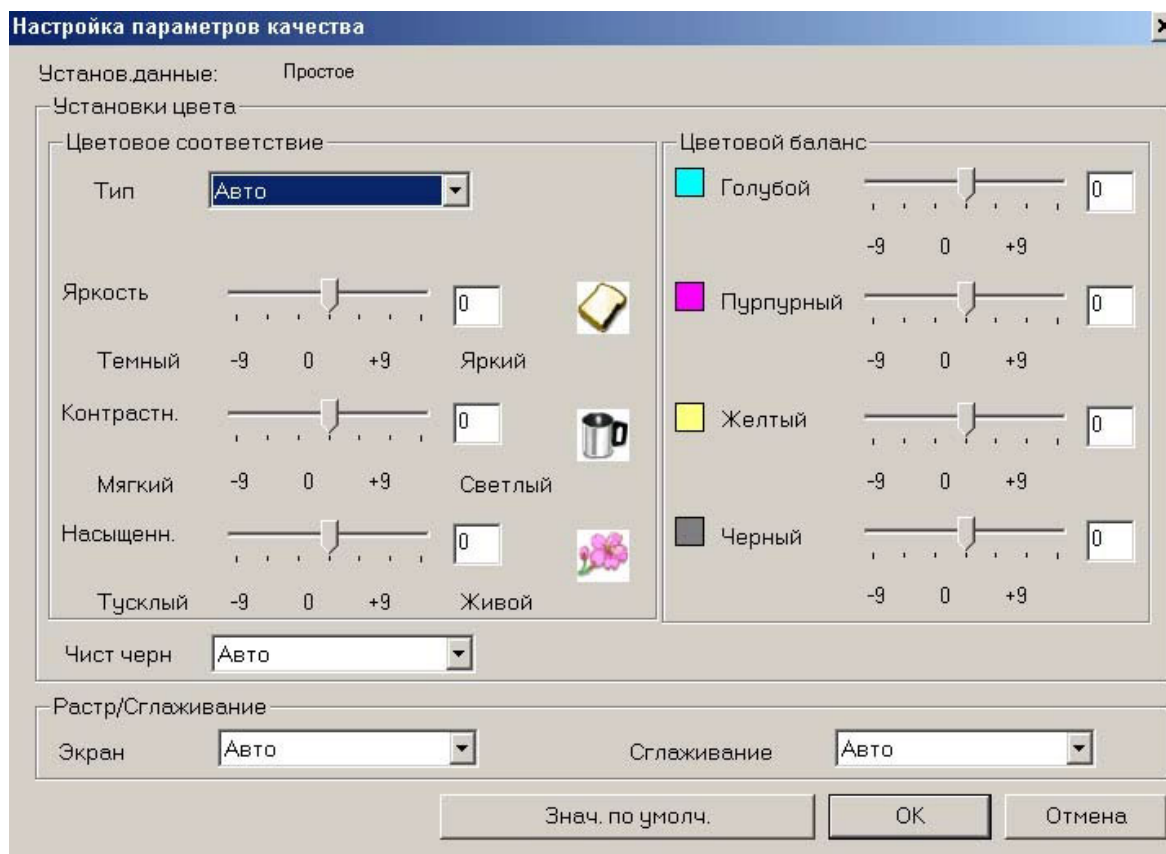 Настройка параметров качества
Установ.данные: Простое
Установки цвета
Цветовое соответствие
Тип Авто
Яркость 0
Темный -9 0 +9 Яркий
Контрастн. 0
Мягкий -9 0 +9 Светлый
Насыщенн. 0
Тусклый -9 0 +9 Живой
Цветовой баланс
Голубой 0
-9 0 +9
Пурпурный 0
-9 0 +9
Желтый 0
-9 0 +9
Черный 0
-9 0 +9
Чист черн Авто
Растр/Сглаживание
Экран Авто Сглаживание Авто
Знач. по умолч. OK Отмена